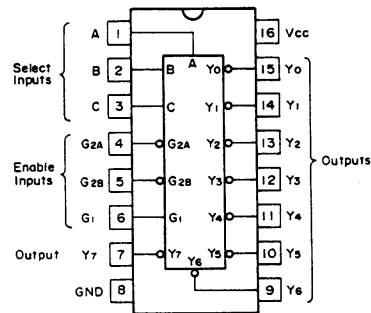 A 1 16 Vcc
Select Inputs
B 2 B A Y0 15 Y0
C 3 C Y1 14 Y1
G2A 4 G2A Y2 13 Y2
Enable Inputs
G2B 5 G2B Y3 12 Y3
Outputs
G1 6 G1 Y4 11 Y4
Output Y7 7 Y7 Y5 10 Y5
Y6
GND 8 9 Y6